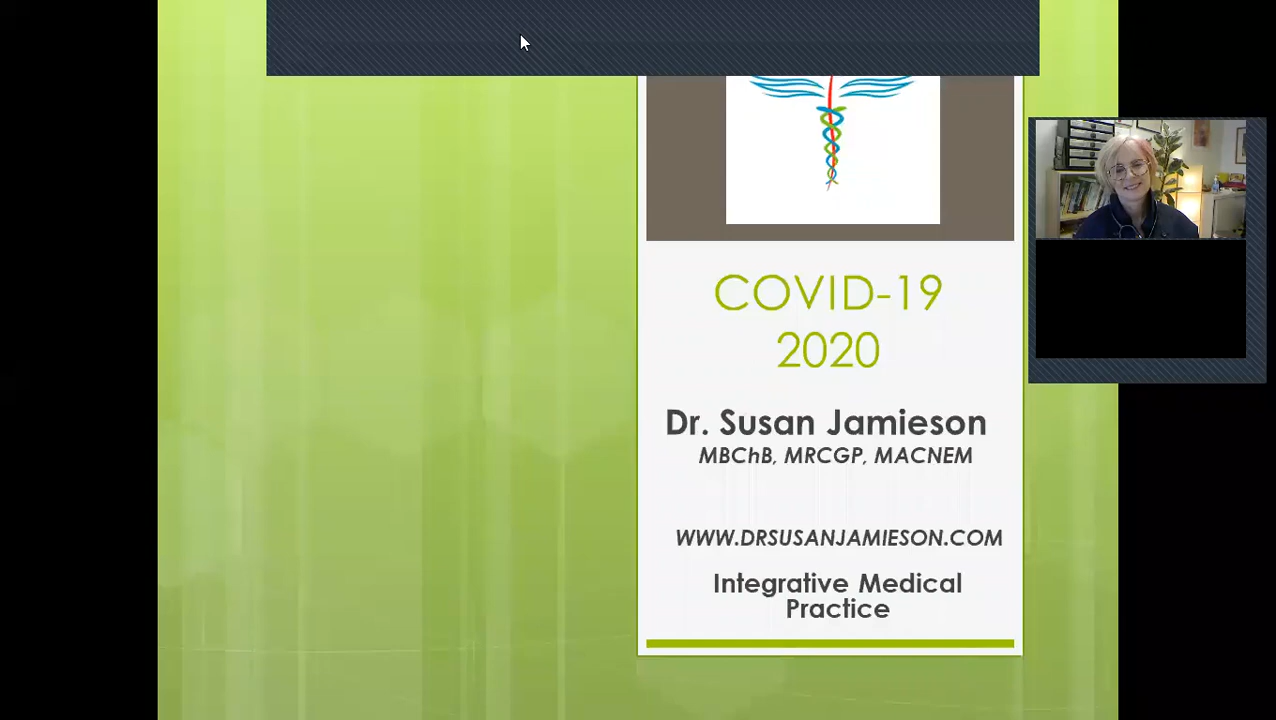 COVID-19
2020
Dr. Susan Jamieson
MBChB, MRCGP, MACNEM
WWW.DRSUSANJAMIESON.COM
Integrative Medical
Practice